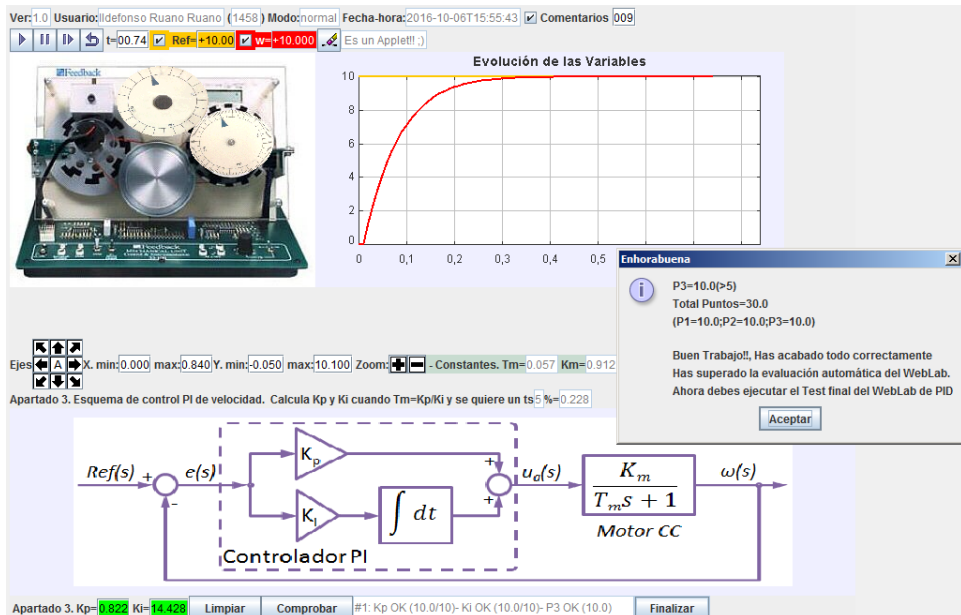 Ver:1.0 Usuario:Ildefonso Ruano Ruano (1458) Modo:normal Fecha-hora:2016-10-06T15:55:43 Comentarios 009
t=00.74 Ref=+10.00 w=+10.000 Es un Applet!! ;)
Feedback
Feedback
MECHANICAL UNIT
Evolución de las Variables
10
8
6
4
2
0
0 0,1 0,2 0,3 0,4 0,5
Enhorabuena
P3=10.0(>5)
Total Puntos=30.0
(P1=10.0;P2=10.0;P3=10.0)
Buen Trabajo!!, Has acabado todo correctamente
Has superado la evaluación automática del WebLab.
Ahora debes ejecutar el Test final del WebLab de PID
Aceptar
Ejes A X. min:0.000 max:0.840 Y. min:-0.050 max:10.100 Zoom: - Constantes. Tm=0.057 Km=0.912
Apartado 3. Esquema de control PI de velocidad. Calcula Kp y Ki cuando Tm=Kp/Ki y se quiere un ts5%=0.228
Ref(s) + - e(s) Kp + + ua(s) Km ω(s)
KI ∫ dt Tms + 1
Motor CC
Controlador PI
Apartado 3. Kp=0.822 Ki=14.428 Limpiar Comprobar #1: Kp OK (10.0/10)- Ki OK (10.0/10)- P3 OK (10.0) Finalizar